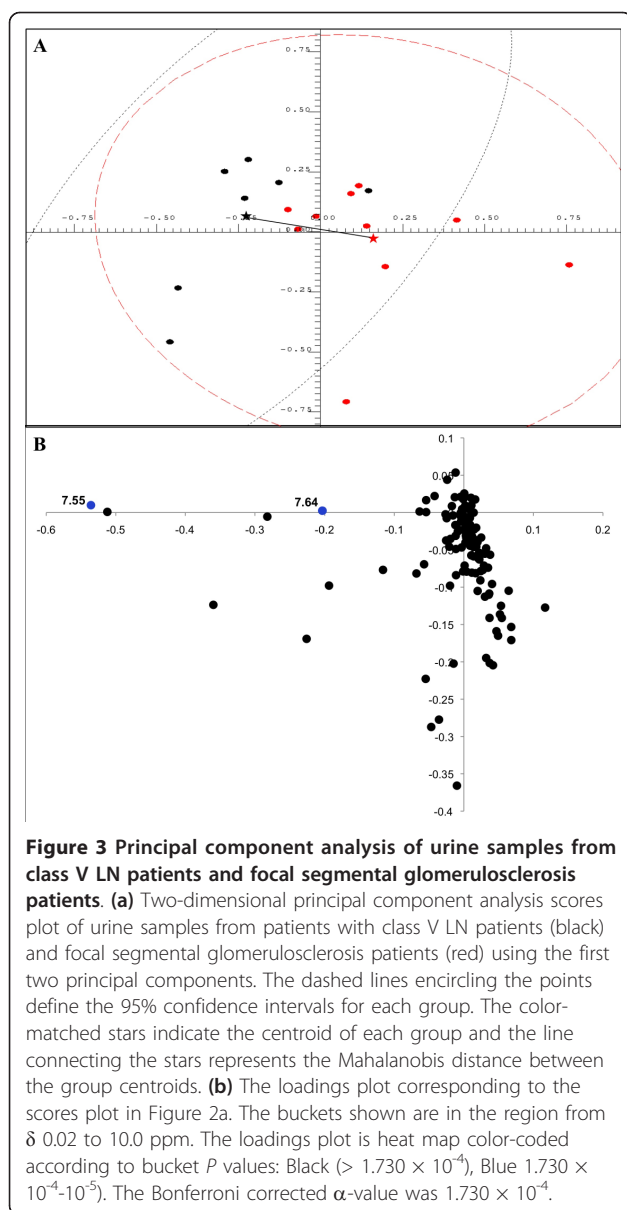 A
0.75
0.50
0.25
-0.75 -0.50 -0.25 0.00 0.25 0.50 0.75
-0.25
-0.50
-0.75
B
0.1
7.55 7.64 0.05
-0.6 -0.5 -0.4 -0.3 -0.2 -0.1 0 0.1 0.2
-0.05
-0.1
-0.15
-0.2
-0.25
-0.3
-0.35
-0.4
Figure 3 Principal component analysis of urine samples from
class V LN patients and focal segmental glomerulosclerosis
patients. (a) Two-dimensional principal component analysis scores
plot of urine samples from patients with class V LN patients (black)
and focal segmental glomerulosclerosis patients (red) using the first
two principal components. The dashed lines encircling the points
define the 95% confidence intervals for each group. The color-
matched stars indicate the centroid of each group and the line
connecting the stars represents the Mahalanobis distance between
the group centroids. (b) The loadings plot corresponding to the
scores plot in Figure 2a. The buckets shown are in the region from
δ 0.02 to 10.0 ppm. The loadings plot is heat map color-coded
according to bucket P values: Black (> 1.730 × 10⁻⁴), Blue 1.730 ×
10⁻⁴-10⁻⁵). The Bonferroni corrected α-value was 1.730 × 10⁻⁴.